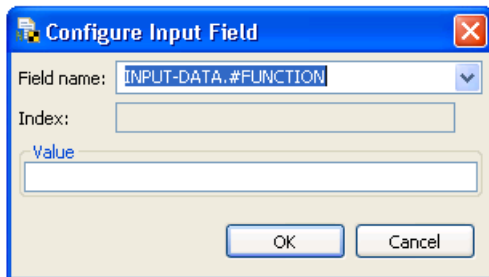 Configure Input Field
Field name: INPUT-DATA.#FUNCTION
Index:
Value
OK Cancel